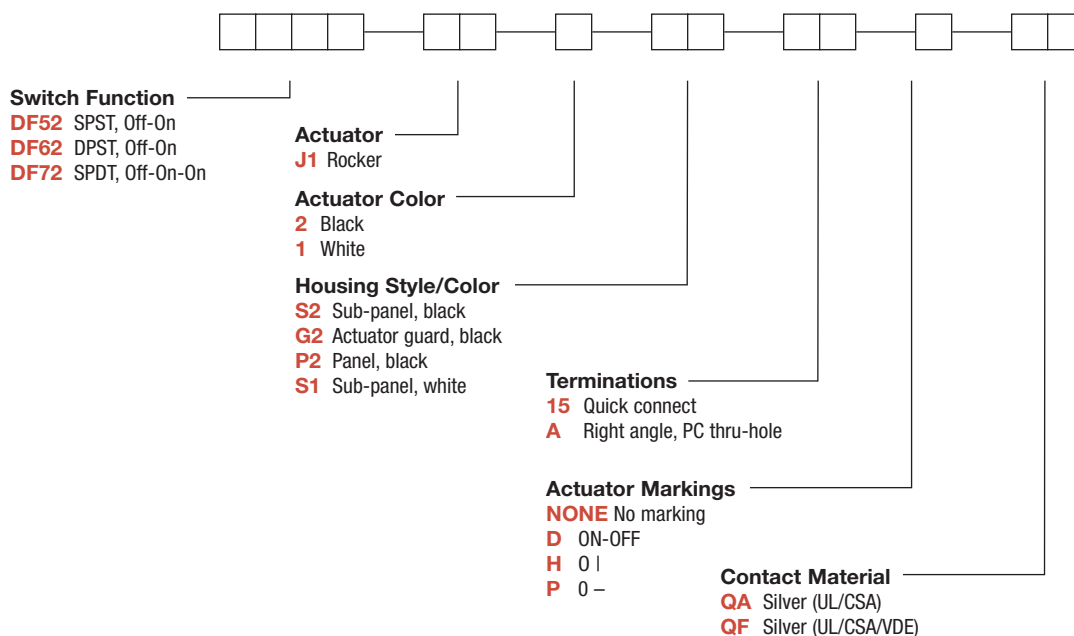 Switch Function
DF52 SPST, Off-On
DF62 DPST, Off-On
DF72 SPDT, Off-On-On
Actuator
J1 Rocker
Actuator Color
2 Black
1 White
Housing Style/Color
S2 Sub-panel, black
G2 Actuator guard, black
P2 Panel, black
S1 Sub-panel, white
Terminations
15 Quick connect
A Right angle, PC thru-hole
Actuator Markings
NONE No marking
D ON-OFF
H O |
P O –
Contact Material
QA Silver (UL/CSA)
QF Silver (UL/CSA/VDE)